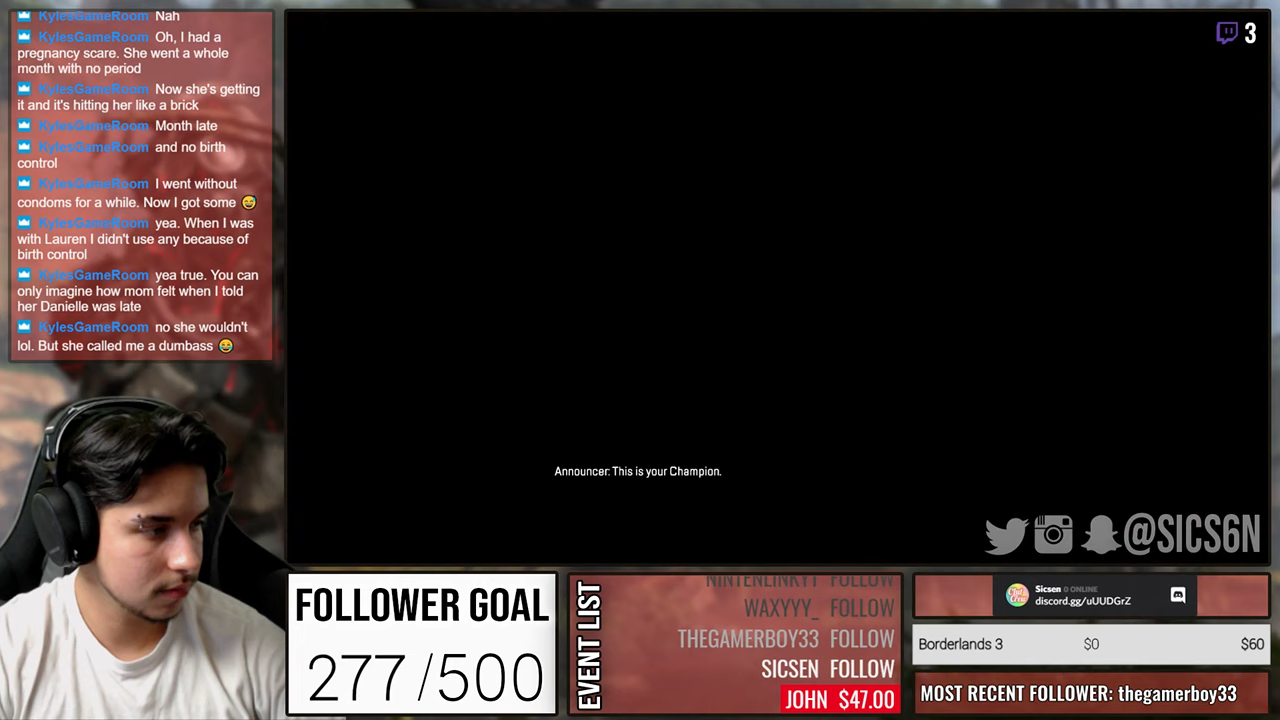 KylesGameRoom Nah
KylesGameRoom Oh, I had a
pregnancy scare. She went a whole
month with no period
KylesGameRoom Now she's getting
it and it's hitting her like a brick
KylesGameRoom Month late
KylesGameRoom and no birth
control
KylesGameRoom I went without
condoms for a while. Now I got some 😅
KylesGameRoom yea. When I was
with Lauren I didn't use any because of
birth control
KylesGameRoom yea true. You can
only imagine how mom felt when I told
her Danielle was late
KylesGameRoom no she wouldn't
lol. But she called me a dumbass 😂
3
Announcer: This is your Champion.
@SICS6N
FOLLOWER GOAL
277/500
EVENT LIST
NINTENLINKYT FOLLOW
WAXYYY_ FOLLOW
THEGAMERBOY33 FOLLOW
SICSEN FOLLOW
JOHN $47.00
Sicsen 0 ONLINE
discord.gg/uUUDGrZ
Borderlands 3 $0 $60
MOST RECENT FOLLOWER: thegamerboy33